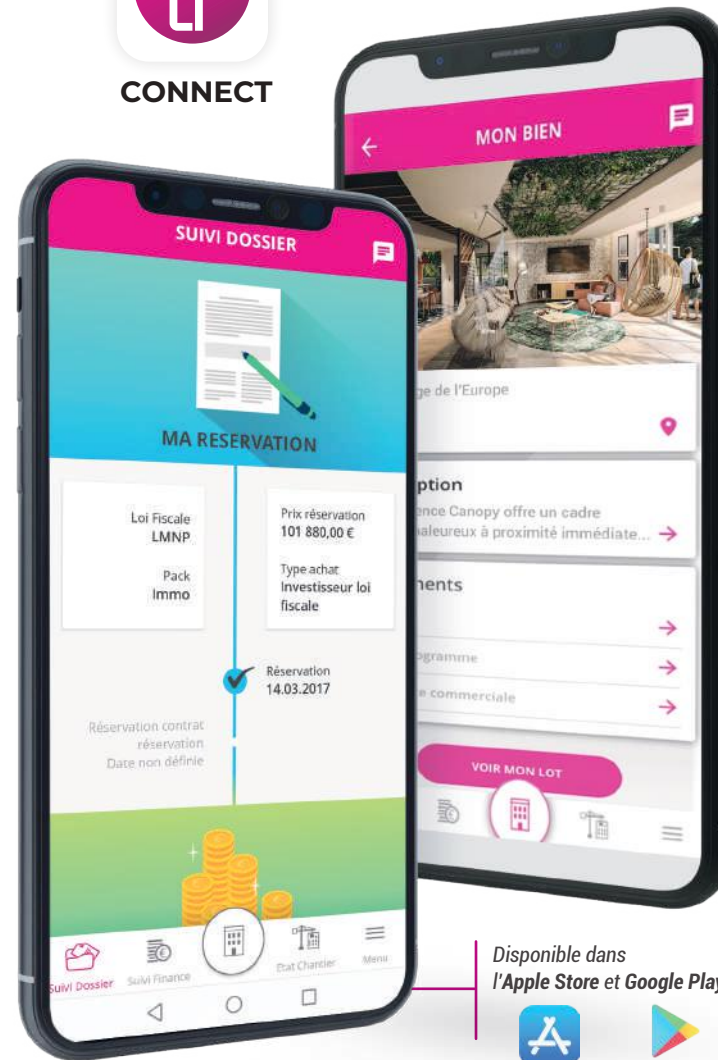 CONNECT
SUIVI DOSSIER
MA RESERVATION
Loi Fiscale
LMNP
Pack
Immo
Prix réservation
101 880,00 €
Type achat
Investisseur loi
fiscale
Réservation
14.03.2017
Réservation contrat
réservation
Date non définie
Suivi Dossier
Suivi Finance
Etat Chantier
Menu
MON BIEN
ge de l'Europe
ption
ence Canopy offre un cadre
aleureux à proximité immédiate...
nents
ogramme
e commerciale
VOIR MON LOT
Disponible dans
l'Apple Store et Google Play